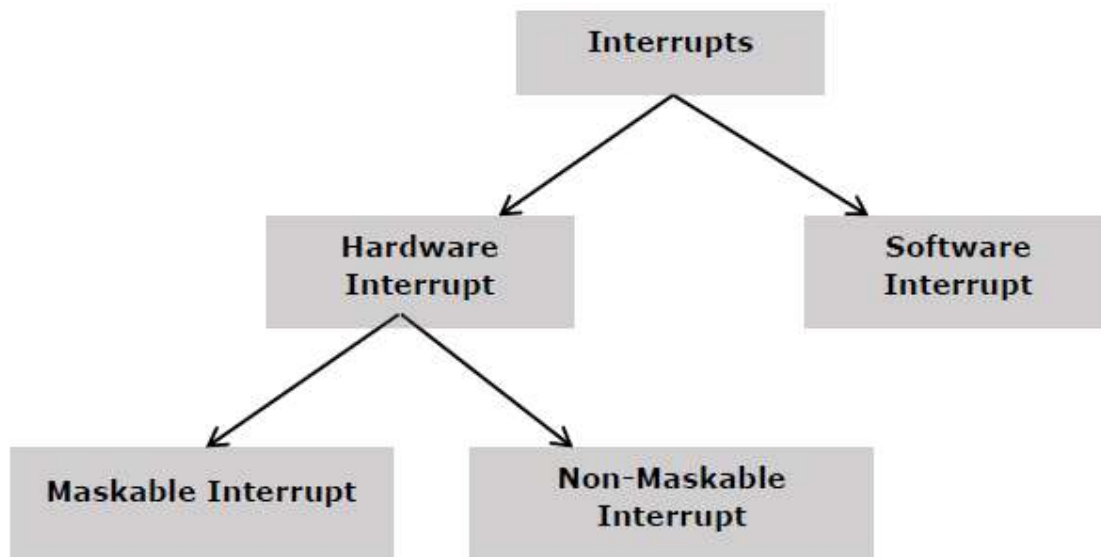 Interrupts
Hardware
Interrupt
Software
Interrupt
Maskable Interrupt
Non-Maskable
Interrupt